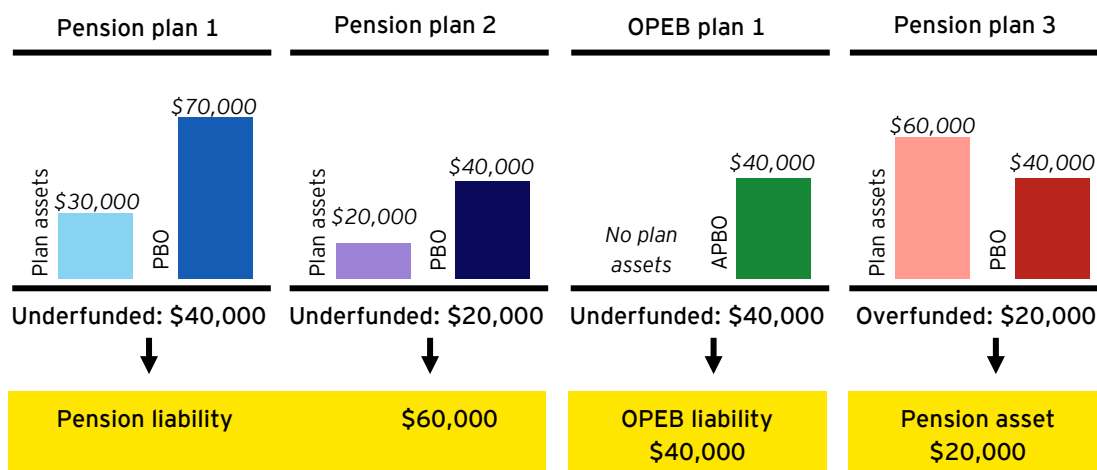 Pension plan 1
Pension plan 2
OPEB plan 1
Pension plan 3
Plan assets
$30,000
PBO
$70,000
Plan assets
$20,000
PBO
$40,000
No plan
assets
APBO
$40,000
Plan assets
$60,000
PBO
$40,000
Underfunded: $40,000
Underfunded: $20,000
Underfunded: $40,000
Overfunded: $20,000
Pension liability
$60,000
OPEB liability
$40,000
Pension asset
$20,000